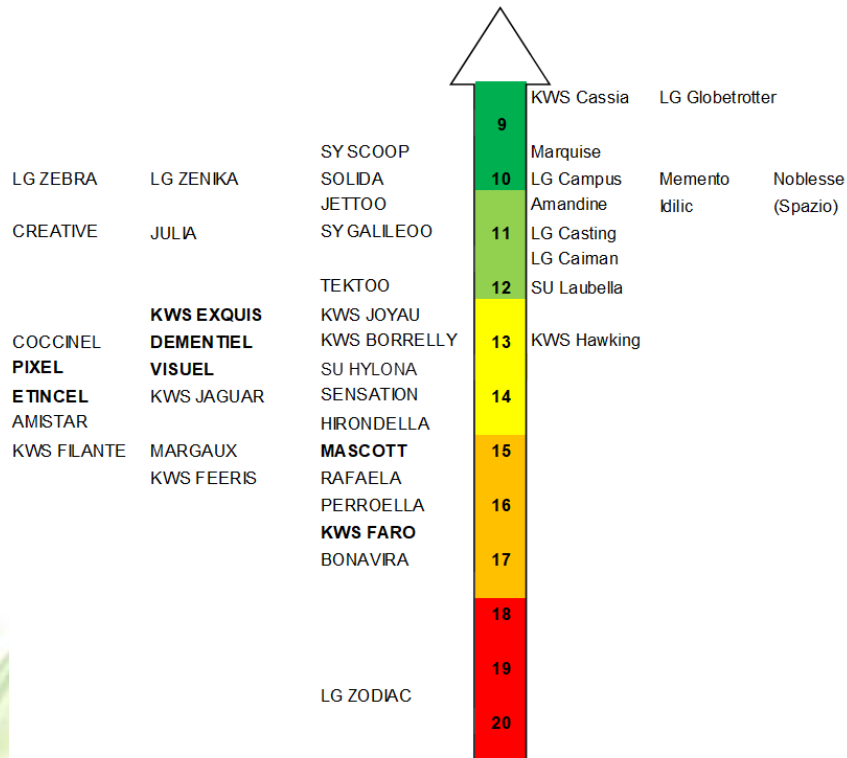 KWS Cassia LG Globetrotter
9
SY SCOOP Marquise
LG ZEBRA LG ZENIKA SOLIDA 10 LG Campus Memento Noblesse
JETTOO Amandine Idilic (Spazio)
CREATIVE JULIA SY GALILEOO 11 LG Casting
LG Caiman
TEKTOO 12 SU Laubella
KWS EXQUIS KWS JOYAU
COCCINEL DEMENTIEL KWS BORRELLY 13 KWS Hawking
PIXEL VISUEL SU HYLONA
ETINCEL KWS JAGUAR SENSATION 14
AMISTAR HIRONDELLA
KWS FILANTE MARGAUX MASCOTT 15
KWS FEERIS RAFAELA
PERROELLA 16
KWS FARO
BONAVIRA 17
18
19
LG ZODIAC
20